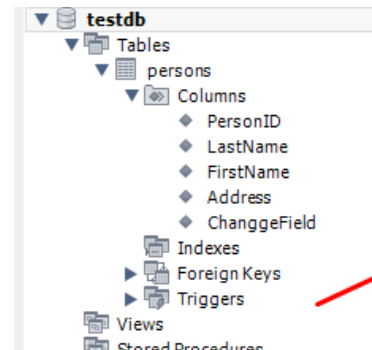 testdb
Tables
persons
Columns
PersonID
LastName
FirstName
Address
ChanggeField
Indexes
Foreign Keys
Triggers
Views
Stored Procedures